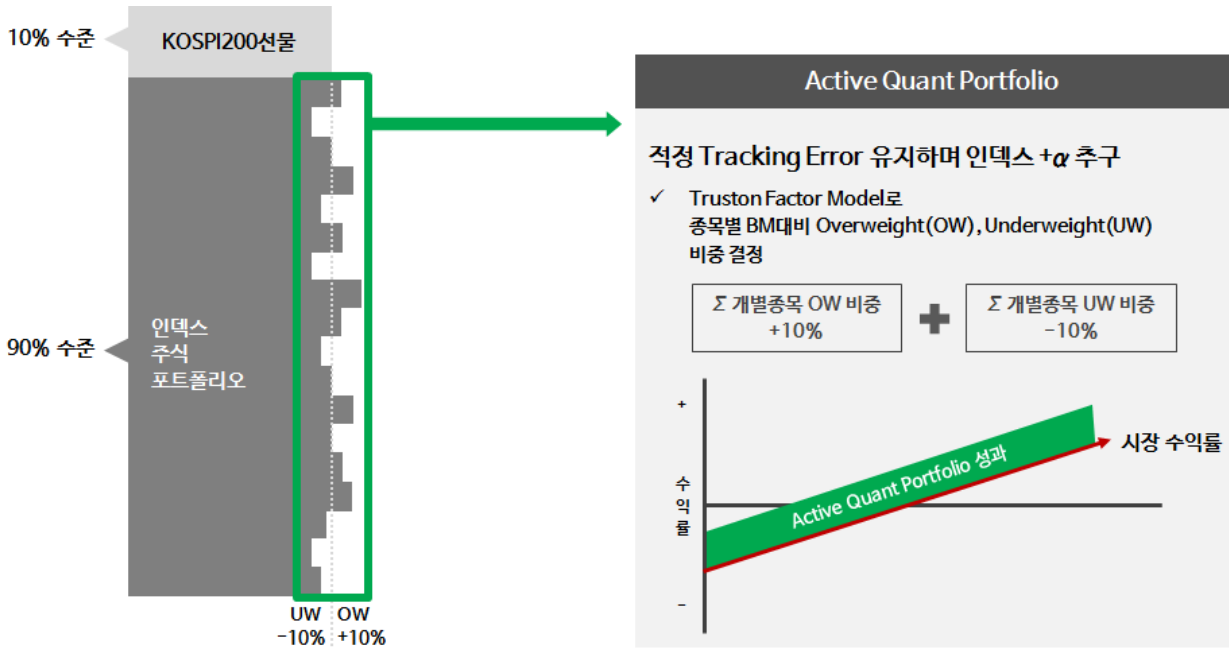 10% 수준
KOSPI200선물
90% 수준
인덱스
주식
포트폴리오
UW
-10%
OW
+10%
Active Quant Portfolio
적정 Tracking Error 유지하며 인덱스 +α 추구
✓ Truston Factor Model로
종목별 BM대비 Overweight(OW), Underweight(UW)
비중 결정
Σ 개별종목 OW 비중
+10%
+
Σ 개별종목 UW 비중
-10%
+
수
익
률
-
Active Quant Portfolio 성과
시장 수익률